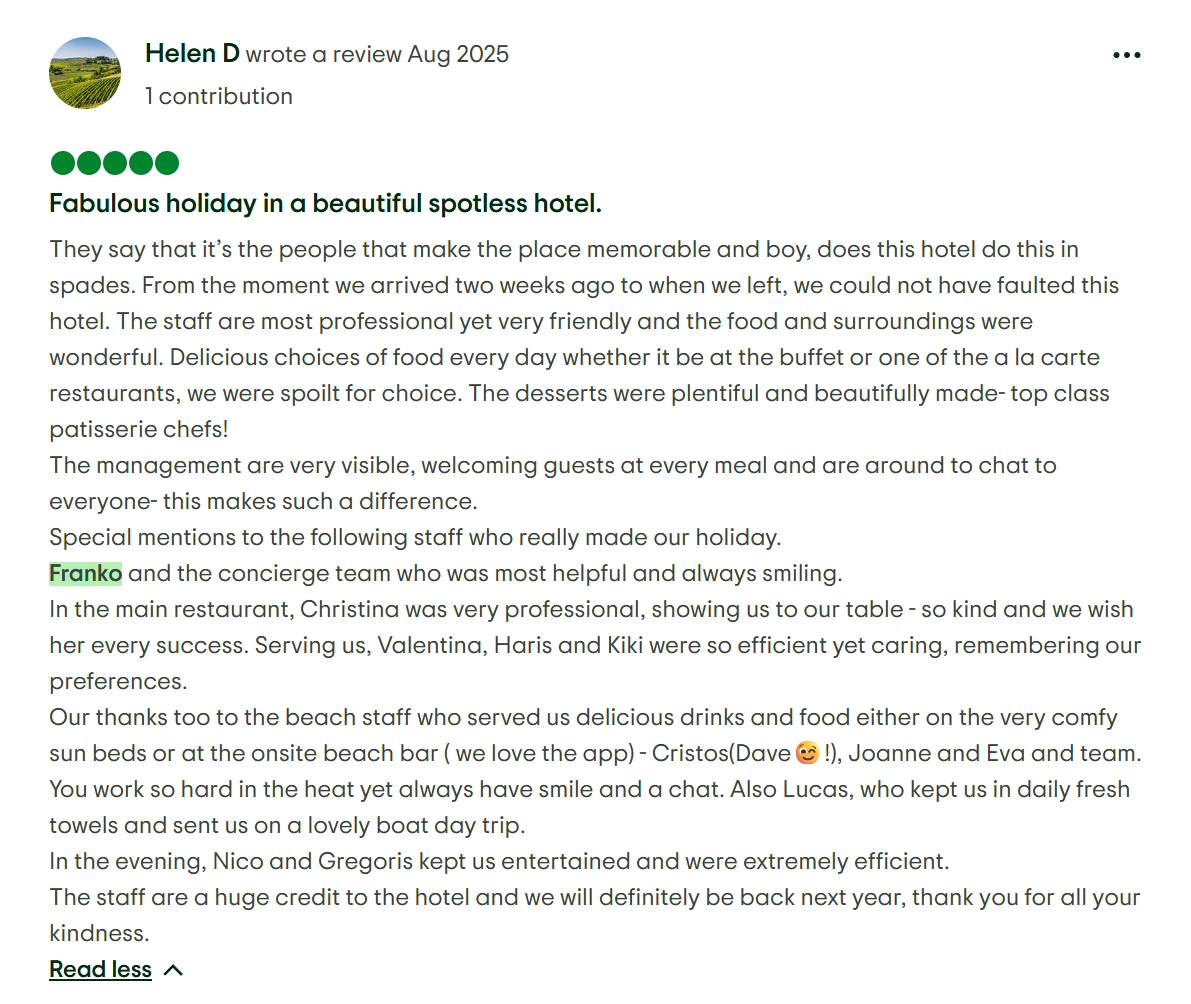 Helen D wrote a review Aug 2025
1 contribution
Fabulous holiday in a beautiful spotless hotel.
They say that it’s the people that make the place memorable and boy, does this hotel do this in
spades. From the moment we arrived two weeks ago to when we left, we could not have faulted this
hotel. The staff are most professional yet very friendly and the food and surroundings were
wonderful. Delicious choices of food every day whether it be at the buffet or one of the a la carte
restaurants, we were spoilt for choice. The desserts were plentiful and beautifully made- top class
patisserie chefs!
The management are very visible, welcoming guests at every meal and are around to chat to
everyone- this makes such a difference.
Special mentions to the following staff who really made our holiday.
Franko and the concierge team who was most helpful and always smiling.
In the main restaurant, Christina was very professional, showing us to our table - so kind and we wish
her every success. Serving us, Valentina, Haris and Kiki were so efficient yet caring, remembering our
preferences.
Our thanks too to the beach staff who served us delicious drinks and food either on the very comfy
sun beds or at the onsite beach bar ( we love the app) - Cristos(Dave 😉 !), Joanne and Eva and team.
You work so hard in the heat yet always have smile and a chat. Also Lucas, who kept us in daily fresh
towels and sent us on a lovely boat day trip.
In the evening, Nico and Gregoris kept us entertained and were extremely efficient.
The staff are a huge credit to the hotel and we will definitely be back next year, thank you for all your
kindness.
Read less